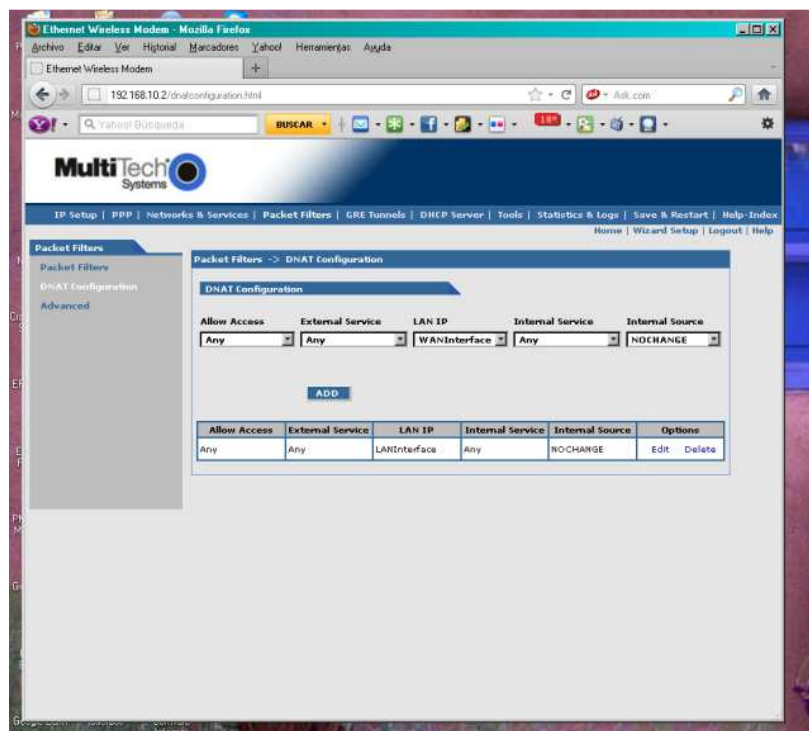 Ethernet Wireless Modem - Mozilla Firefox
Archivo Editar Ver Historial Marcadores Yahoo! Herramientas Ayuda
Ethernet Wireless Modem
192.168.10.2/dnatconfiguration.html
Ask.com
Yahoo! Búsqueda
BUSCAR
MultiTech
Systems
IP Setup | PPP | Networks & Services | Packet Filters | GRE Tunnels | DHCP Server | Tools | Statistics & Logs | Save & Restart | Help-Index
Home | Wizard Setup | Logout | Help
Packet Filters
Packet Filters
DNAT Configuration
Advanced
Packet Filters -> DNAT Configuration
DNAT Configuration
Allow Access External Service LAN IP Internal Service Internal Source
Any Any WANInterface Any NOCHANGE
ADD
Allow Access External Service LAN IP Internal Service Internal Source Options
Any Any LANInterface Any NOCHANGE Edit Delete